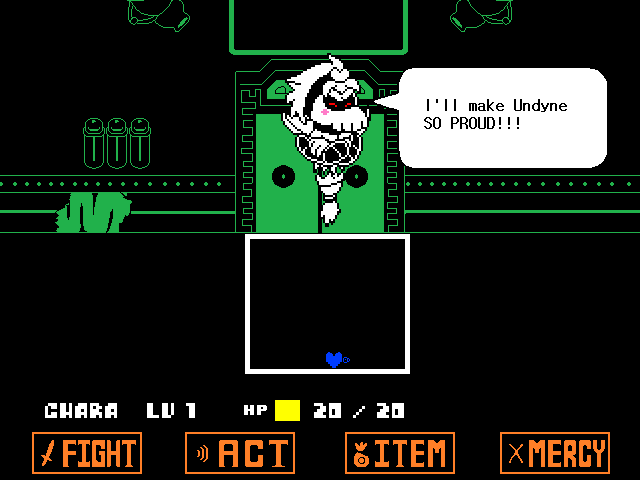 I'll make Undyne
SO PROUD!!!
CHARA LV 1 HP 20 / 20
FIGHT ACT ITEM MERCY